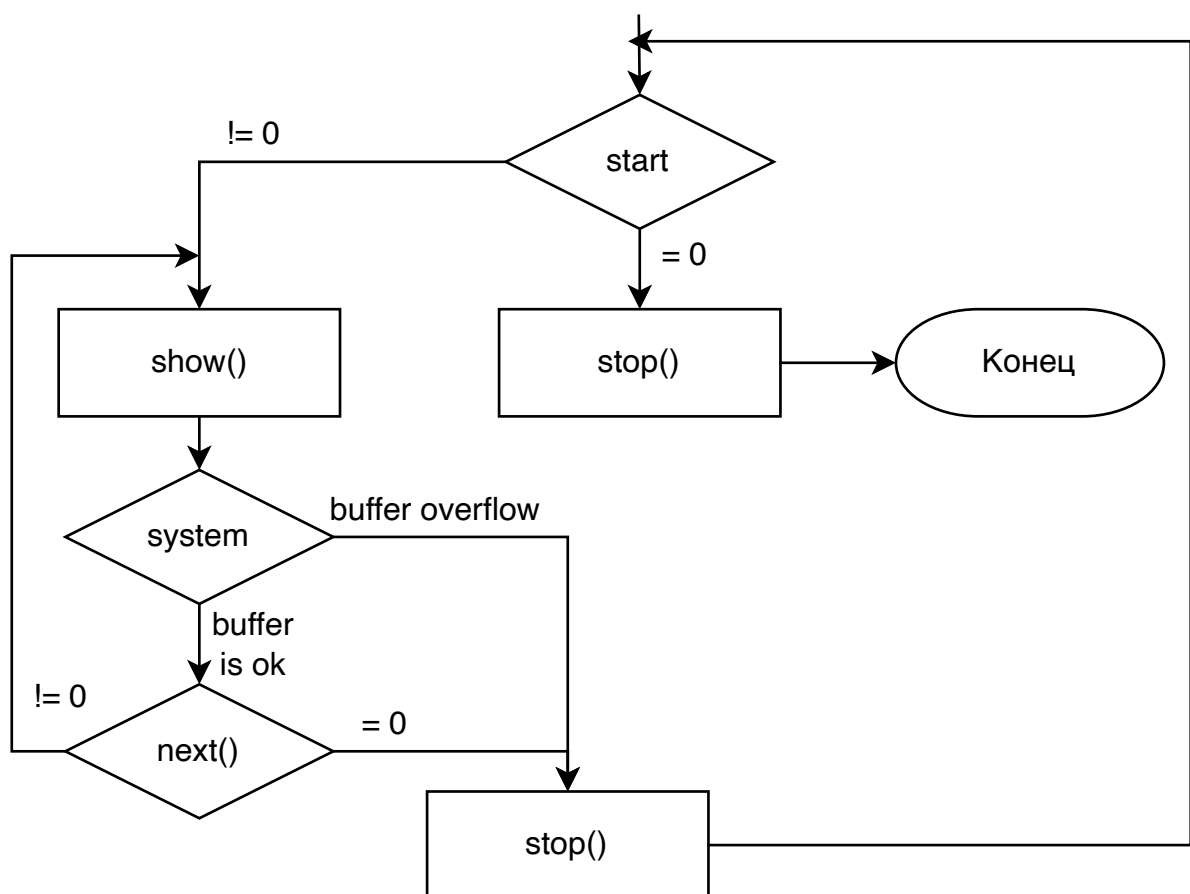 != 0
start
= 0
show()
stop()
Конец
system
buffer overflow
buffer
is ok
!= 0
= 0
next()
stop()